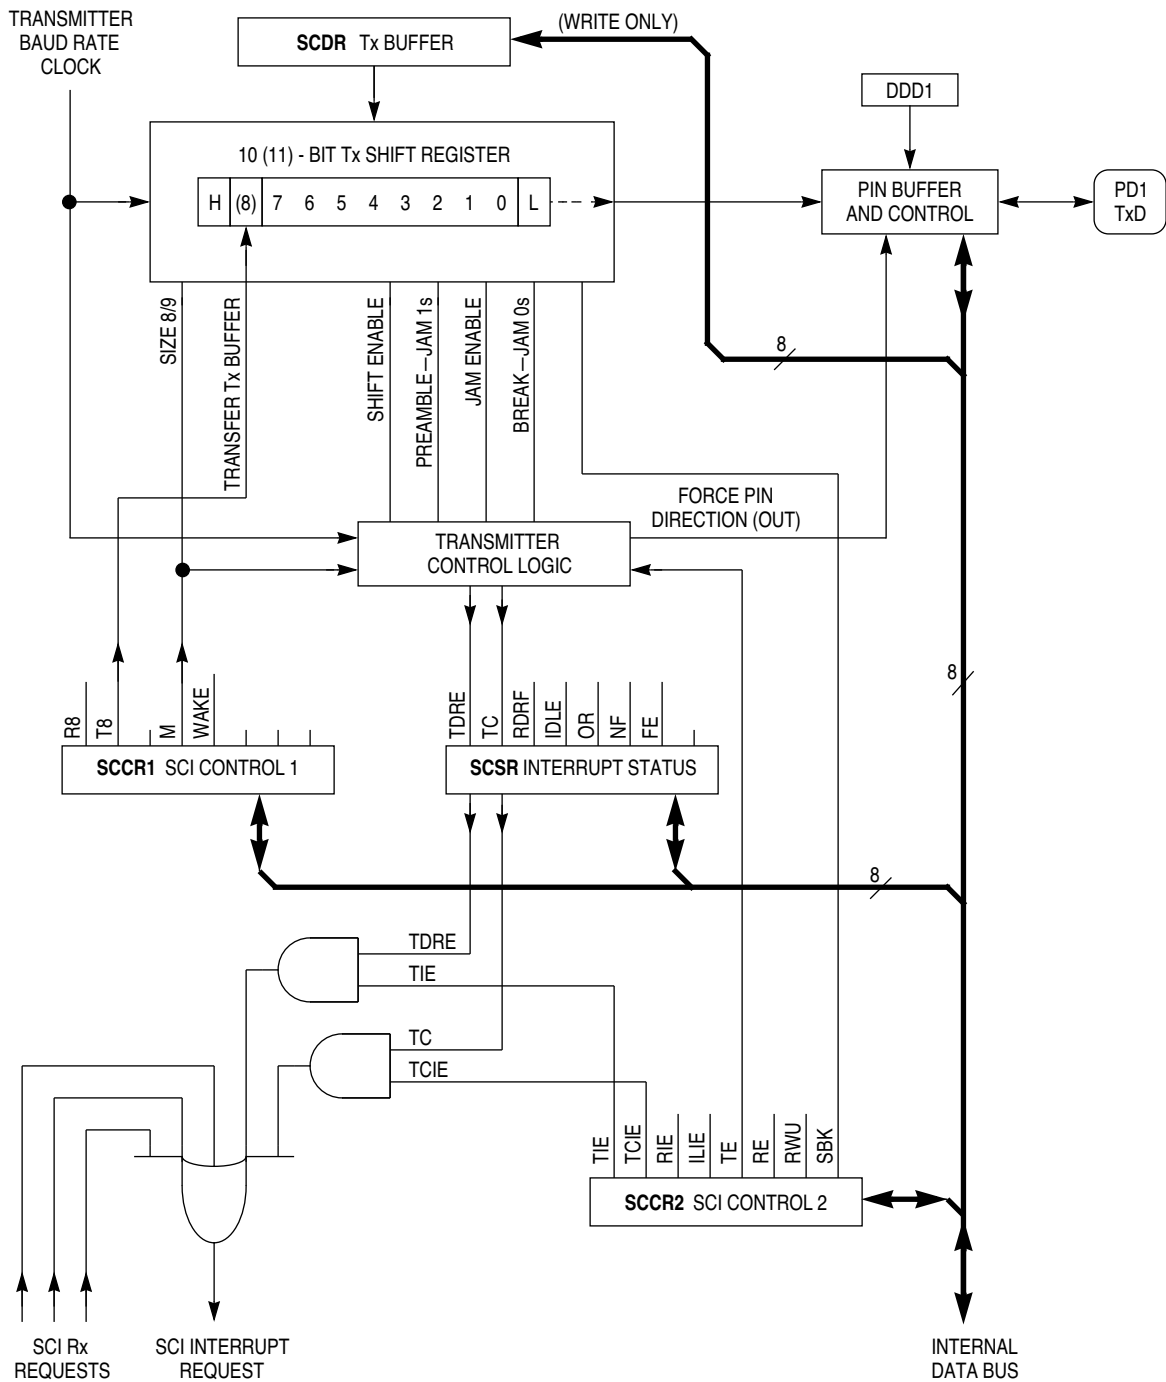 TRANSMITTER
BAUD RATE
CLOCK
SCDR Tx BUFFER
(WRITE ONLY)
DDD1
10 (11) - BIT Tx SHIFT REGISTER
H (8) 7 6 5 4 3 2 1 0 L
PIN BUFFER
AND CONTROL
PD1
TxD
SIZE 8/9
TRANSFER Tx BUFFER
SHIFT ENABLE
PREAMBLE—JAM 1s
JAM ENABLE
BREAK—JAM 0s
8
FORCE PIN
DIRECTION (OUT)
TRANSMITTER
CONTROL LOGIC
8
R8
T8
M
WAKE
TDRE
TC
RDRF
IDLE
OR
NF
FE
SCCR1 SCI CONTROL 1
SCSR INTERRUPT STATUS
8
TDRE
TIE
TC
TCIE
TIE
TCIE
RIE
ILIE
TE
RE
RWU
SBK
SCCR2 SCI CONTROL 2
SCI Rx
REQUESTS
SCI INTERRUPT
REQUEST
INTERNAL
DATA BUS